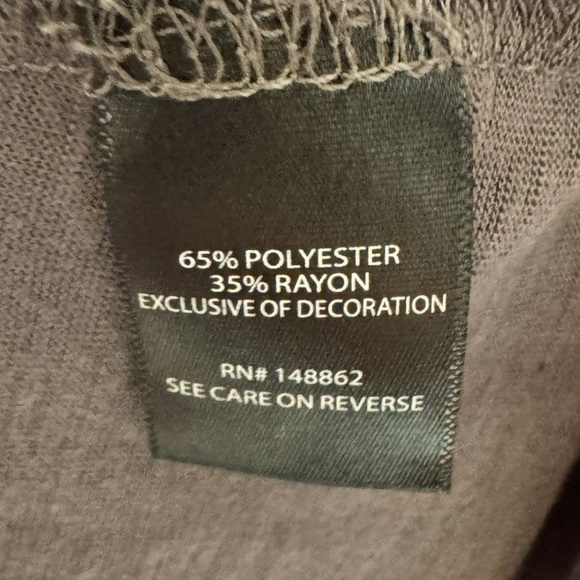 65% POLYESTER
35% RAYON
EXCLUSIVE OF DECORATION
RN# 148862
SEE CARE ON REVERSE